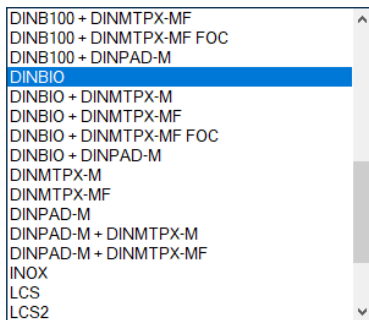 DINB100 + DINMTPX-MF
DINB100 + DINMTPX-MF FOC
DINB100 + DINPAD-M
DINBIO
DINBIO + DINMTPX-M
DINBIO + DINMTPX-MF
DINBIO + DINMTPX-MF FOC
DINBIO + DINPAD-M
DINMTPX-M
DINMTPX-MF
DINPAD-M
DINPAD-M + DINMTPX-M
DINPAD-M + DINMTPX-MF
INOX
LCS
LCS2